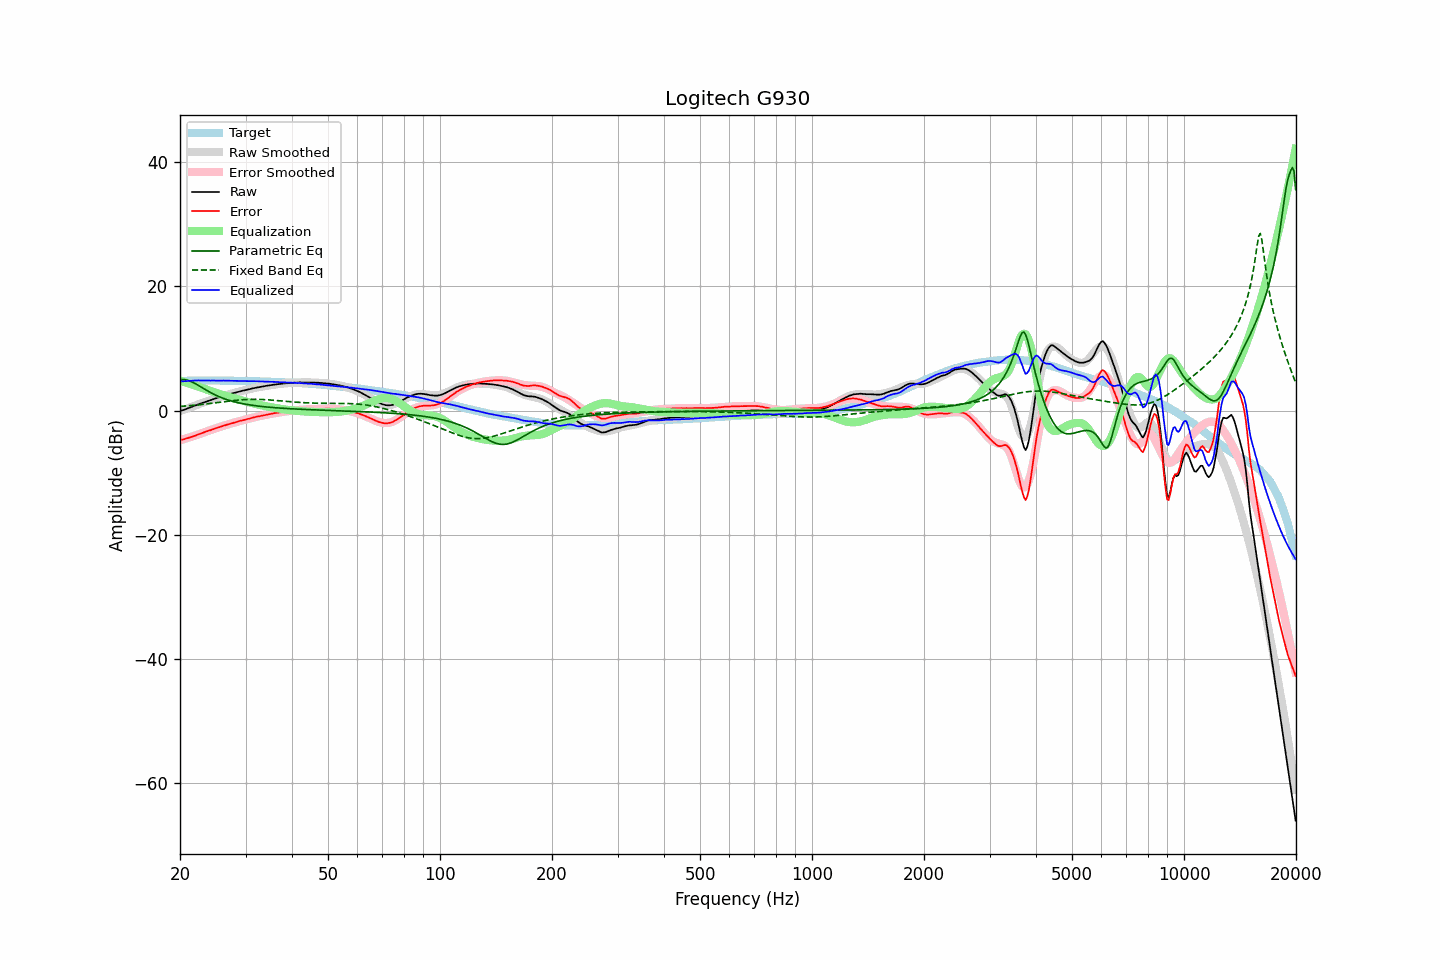 Logitech G930
Target
Raw Smoothed
Error Smoothed
Raw
Error
Equalization
Parametric Eq
Fixed Band Eq
Equalized
40
20
0
−20
−40
−60
Amplitude (dBr)
20 50 100 200 500 1000 2000 5000 10000 20000
Frequency (Hz)